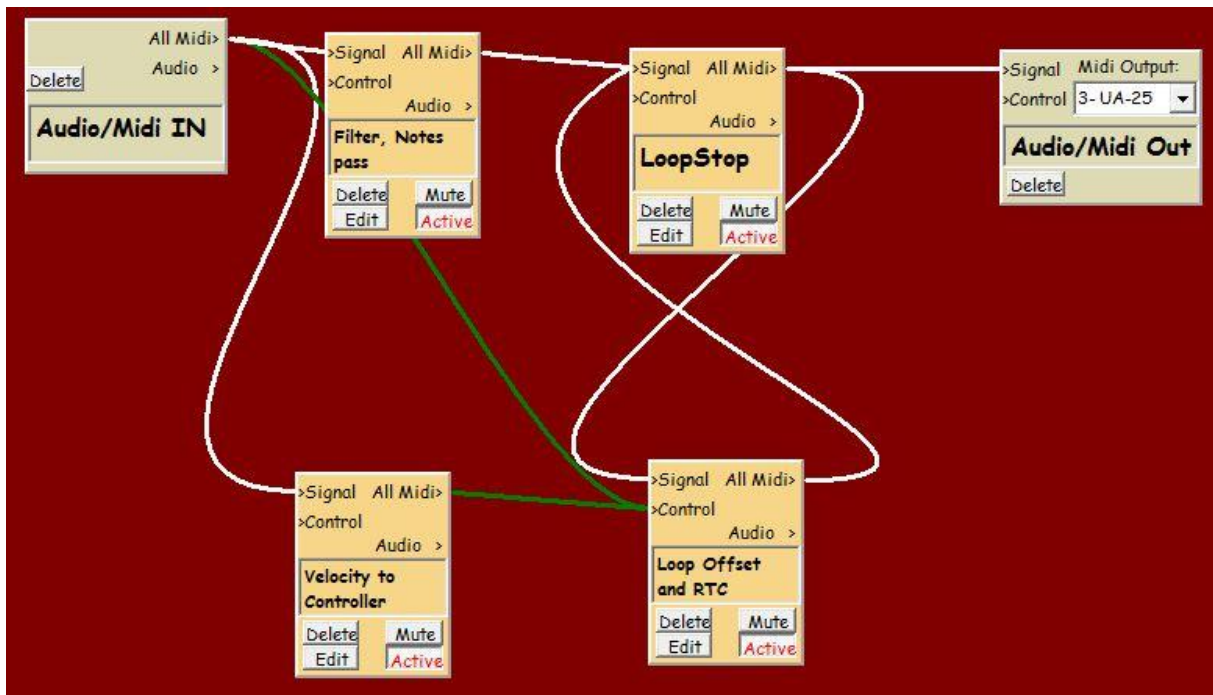 All Midi>
Audio >
Delete
Audio/Midi IN
>Signal All Midi>
>Control
Audio >
Filter, Notes
pass
Delete Mute
Edit Active
>Signal All Midi>
>Control
Audio >
LoopStop
Delete Mute
Edit Active
>Signal Midi Output:
>Control 3- UA-25
Audio/Midi Out
Delete
>Signal All Midi>
>Control
Audio >
Velocity to
Controller
Delete Mute
Edit Active
>Signal All Midi>
>Control
Audio >
Loop Offset
and RTC
Delete Mute
Edit Active